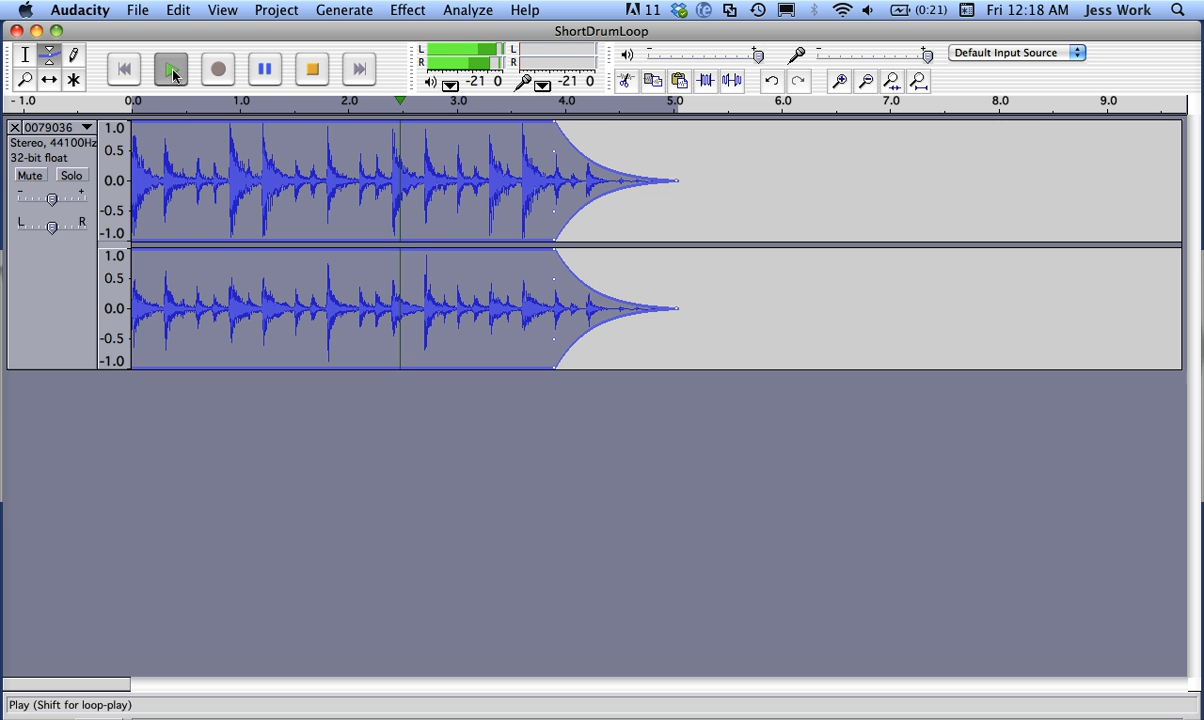 Audacity File Edit View Project Generate Effect Analyze Help 11 (0:21) Fri 12:18 AM Jess Work
ShortDrumLoop
L L
R R
-21 0 -21 0
- + - +
Default Input Source
-1.0 0.0 1.0 2.0 3.0 4.0 5.0 6.0 7.0 8.0 9.0
0079036
Stereo, 44100Hz
32-bit float
Mute Solo
- +
L R
1.0
0.5
0.0
-0.5
-1.0
1.0
0.5
0.0
-0.5
-1.0
Play (Shift for loop-play)